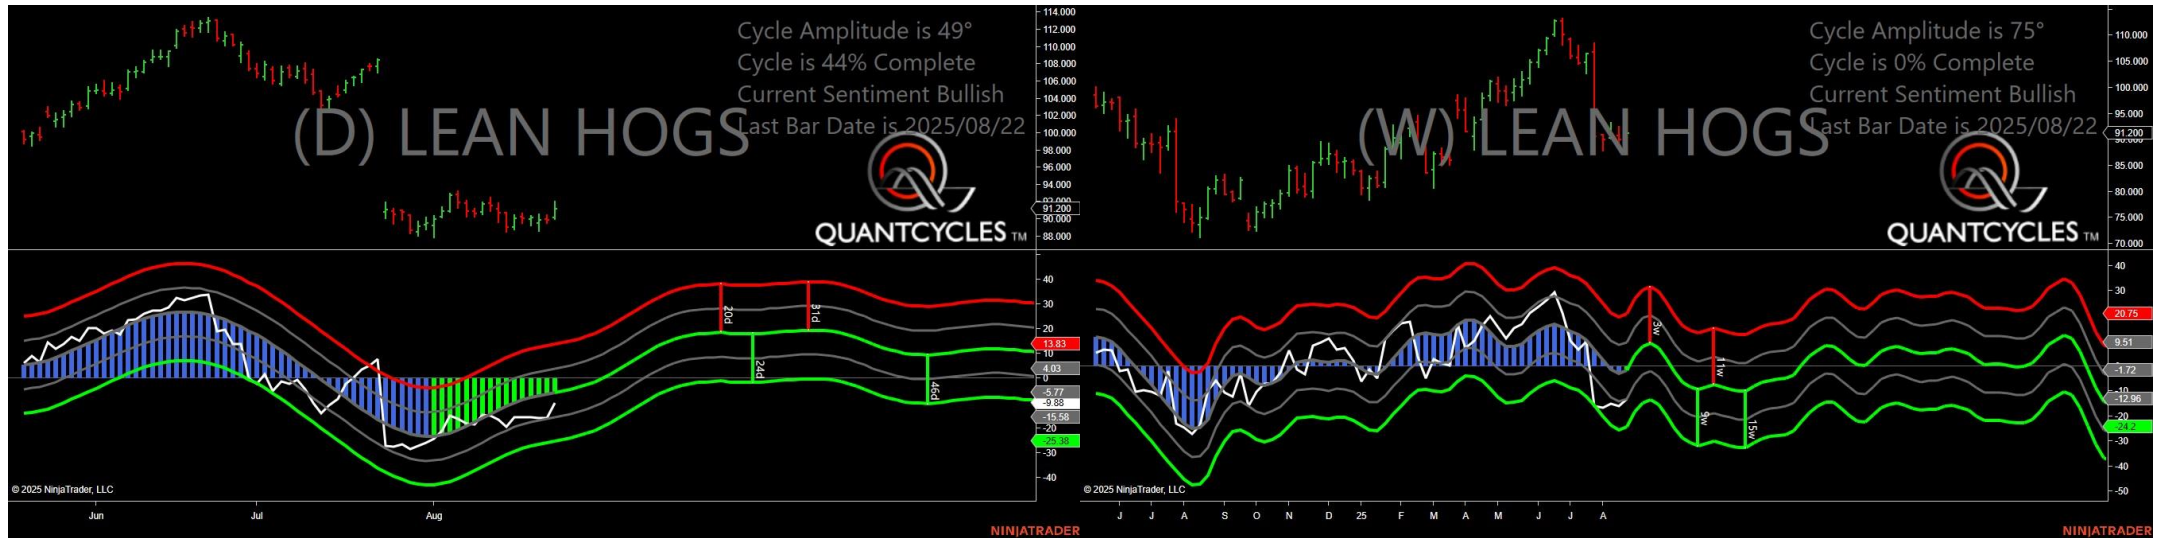 Cycle Amplitude is 49°
Cycle is 44% Complete
Current Sentiment Bullish
Last Bar Date is 2025/08/22
(D) LEAN HOGS
QUANTCYCLES TM
114.000
112.000
110.000
108.000
106.000
104.000
102.000
100.000
98.000
96.000
94.000
91.200
90.000
88.000
20d
31d
24d
46d
40
30
20
13.83
10
4.03
0
-5.77
-9.88
-15.58
-20
-25.38
-30
-40
© 2025 NinjaTrader, LLC
Jun
Jul
Aug
NINJATRADER
Cycle Amplitude is 75°
Cycle is 0% Complete
Current Sentiment Bullish
Last Bar Date is 2025/08/22
(W) LEAN HOGS
QUANTCYCLES TM
110.000
105.000
100.000
95.000
91.200
90.000
85.000
80.000
75.000
70.000
3w
11w
9w
15w
40
30
20.75
9.51
-1.72
-10
-12.96
-20
-24.2
-30
-40
-50
© 2025 NinjaTrader, LLC
J
J
A
S
O
N
D
25
F
M
A
M
J
J
A
NINJATRADER